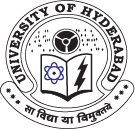 UNIVERSITY OF HYDERABAD
सा विद्या या विमुक्तये